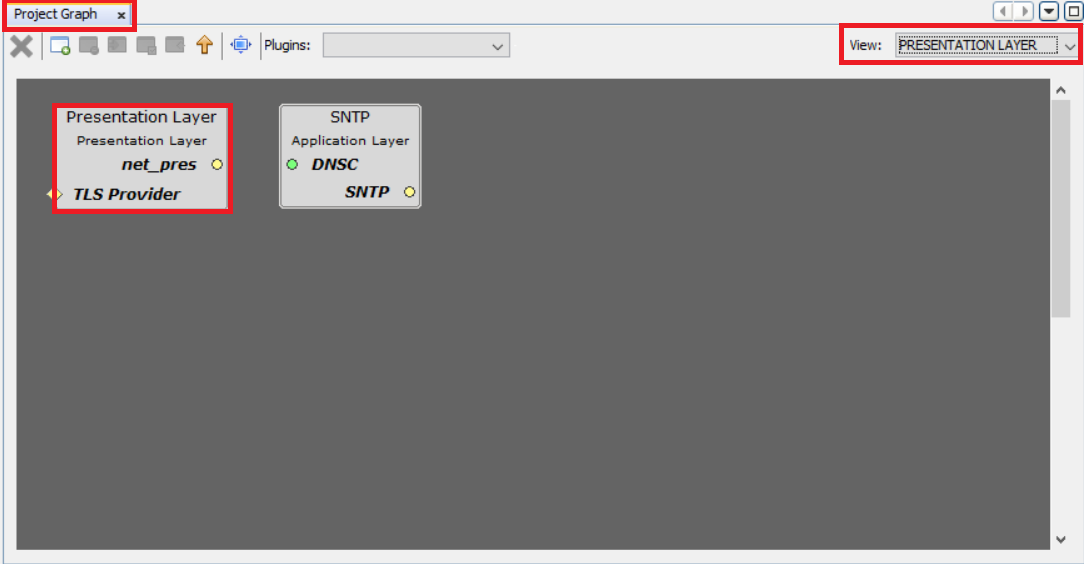 Project Graph x
Plugins:
View: PRESENTATION LAYER
Presentation Layer
Presentation Layer
net_pres
TLS Provider
SNTP
Application Layer
DNSC
SNTP